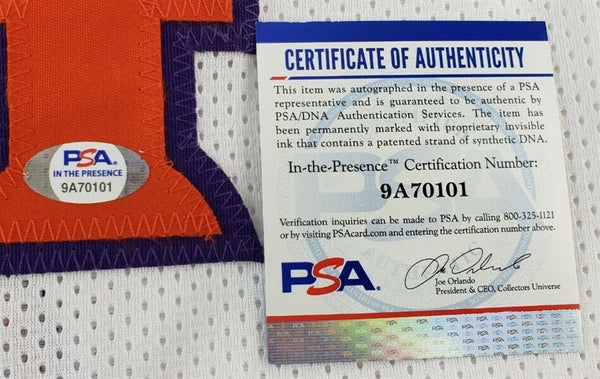 PSA
IN THE PRESENCE
9A70101
CERTIFICATE OF AUTHENTICITY
This item was autographed in the presence of a PSA
representative and is guaranteed to be authentic by
PSA/DNA Authentication Services. The item has
been permanently marked with proprietary invisible
ink that contains a patented strand of synthetic DNA.
In-the-Presence™ Certification Number:
9A70101
Verification inquiries can be made to PSA by calling 800-325-1121
or by visiting PSAcard.com and entering the certification number above.
PSA
Joe Orlando
President & CEO, Collectors Universe